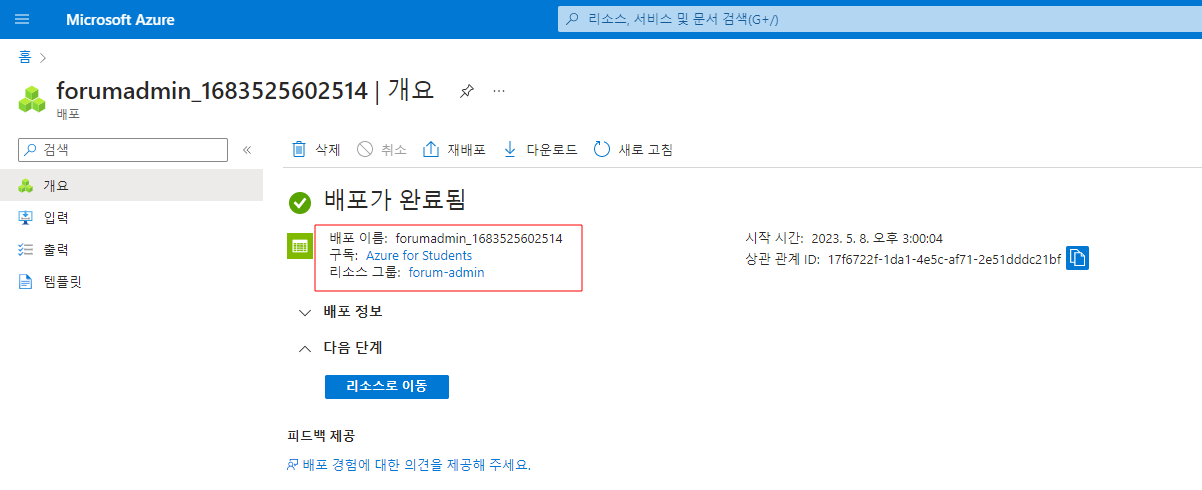 Microsoft Azure
리소스, 서비스 및 문서 검색(G+/)
홈
forumadmin_1683525602514 | 개요
배포
검색
삭제 취소 재배포 다운로드 새로 고침
개요
입력
출력
템플릿
배포가 완료됨
배포 이름: forumadmin_1683525602514
구독: Azure for Students
리소스 그룹: forum-admin
시작 시간: 2023. 5. 8. 오후 3:00:04
상관 관계 ID: 17f6722f-1da1-4e5c-af71-2e51dddc21bf
배포 정보
다음 단계
리소스로 이동
피드백 제공
배포 경험에 대한 의견을 제공해 주세요.